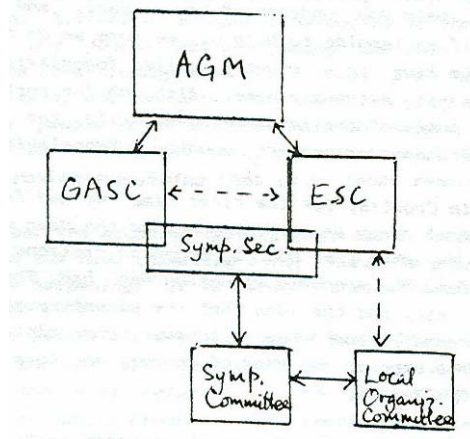 AGM
GASC
ESC
Symp. Sec.
Symp.
Committee
Local
Organiz.
Committee